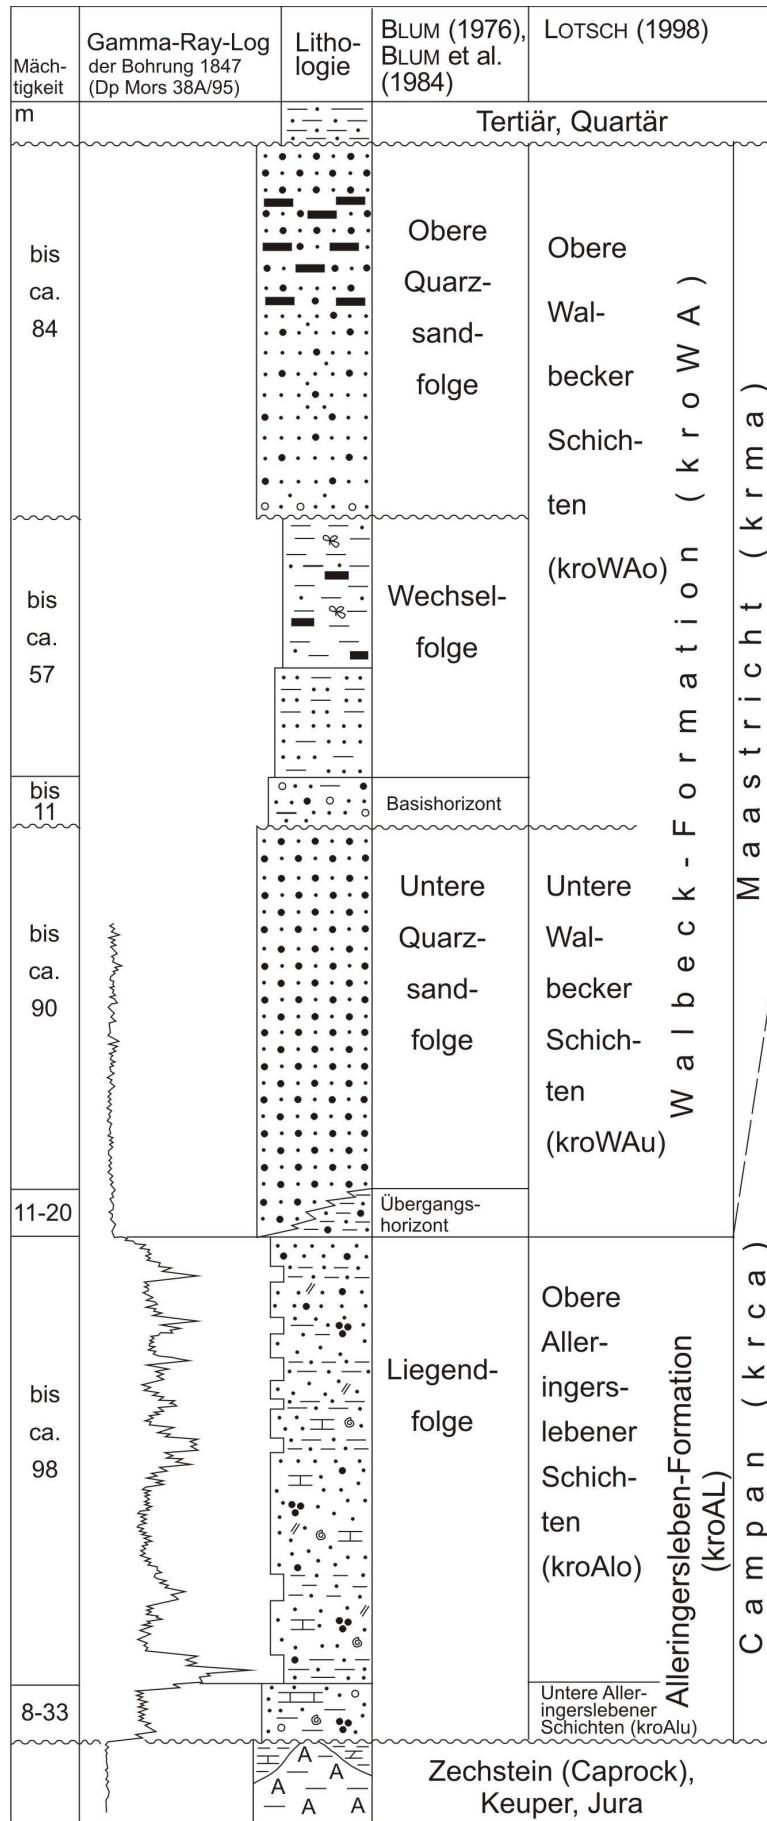 Mäch-
tigkeit
Gamma-Ray-Log
der Bohrung 1847
(Dp Mors 38A/95)
Litho-
logie
BLUM (1976),
BLUM et al.
(1984)
LOTSCH (1998)
m
Tertiär, Quartär
bis
ca.
84
Obere
Quarz-
sand-
folge
Obere
Wal-
becker
Schich-
ten
(kroWAo)
Walbeck-Formation (kroWA)
Maastricht (krma)
bis
ca.
57
Wechsel-
folge
bis
11
Basishorizont
bis
ca.
90
Untere
Quarz-
sand-
folge
Untere
Wal-
becker
Schich-
ten
(kroWAu)
11-20
Übergangs-
horizont
bis
ca.
98
Liegend-
folge
Obere
Aller-
ingers-
lebener
Schich-
ten
(kroAlo)
Alleringersleben-Formation
(kroAL)
Campan (krca)
8-33
Untere Aller-
ingerslebener
Schichten (kroAlu)
A
A A
A A
Zechstein (Caprock),
Keuper, Jura